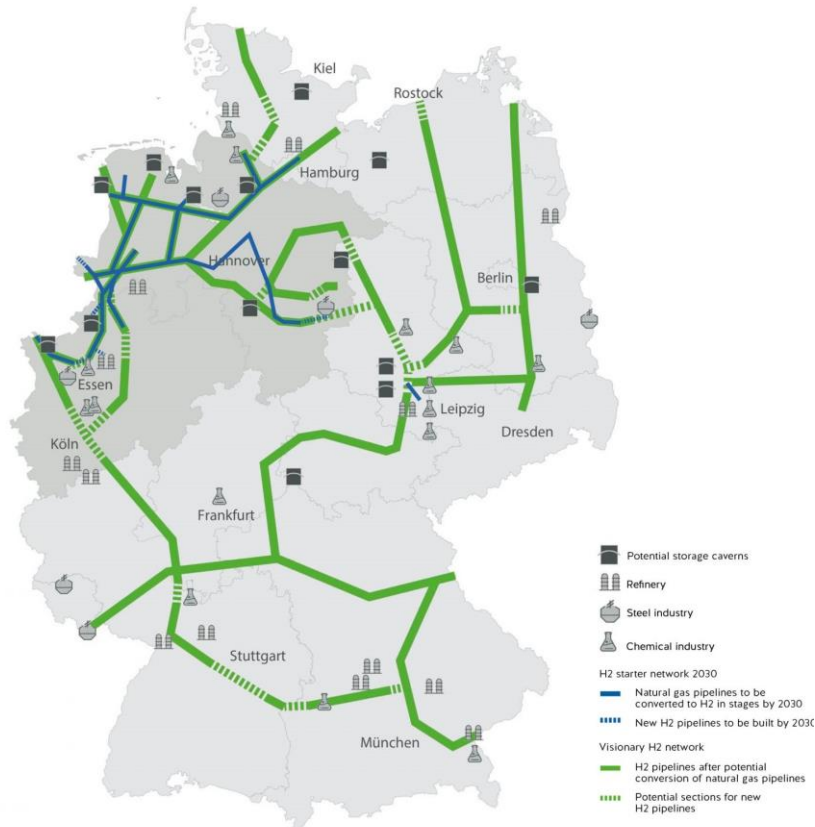 Kiel
Rostock
Hamburg
Hannover
Berlin
Essen
Leipzig
Dresden
Köln
Frankfurt
Stuttgart
München
Potential storage caverns
Refinery
Steel industry
Chemical industry
H2 starter network 2030
Natural gas pipelines to be
converted to H2 in stages by 2030
New H2 pipelines to be built by 2030
Visionary H2 network
H2 pipelines after potential
conversion of natural gas pipelines
Potential sections for new
H2 pipelines